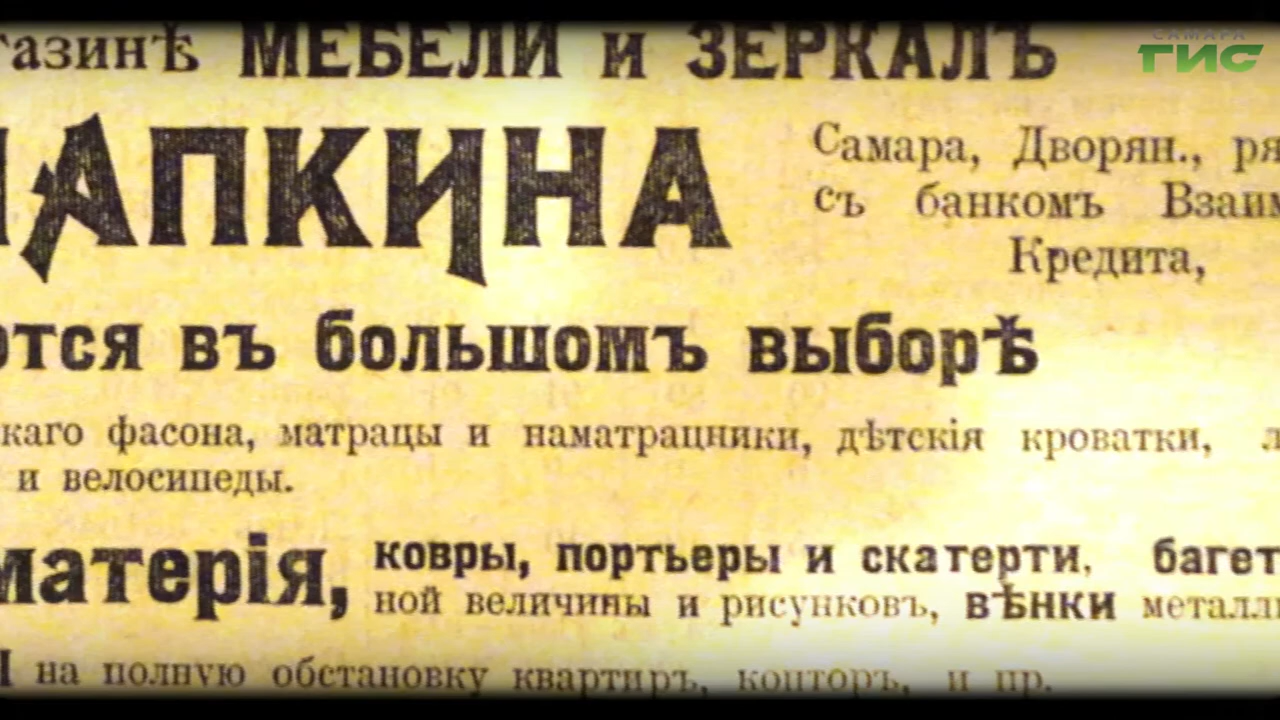 САМАРА
ГИС
газинѣ МЕБЕЛИ и ЗЕРКАЛЪ
АПКИНА
Самара, Дворян., ря
съ банкомъ Взаим
Кредита,
ются въ большомъ выборѣ
каго фасона, матрацы и наматрацники, дѣтскія кроватки, л
и велосипеды.
матерія,
ковры, портьеры и скатерти, багет
ной величины и рисунковъ, вѣнки металли
на полную обстановку квартиръ, конторъ, и пр.